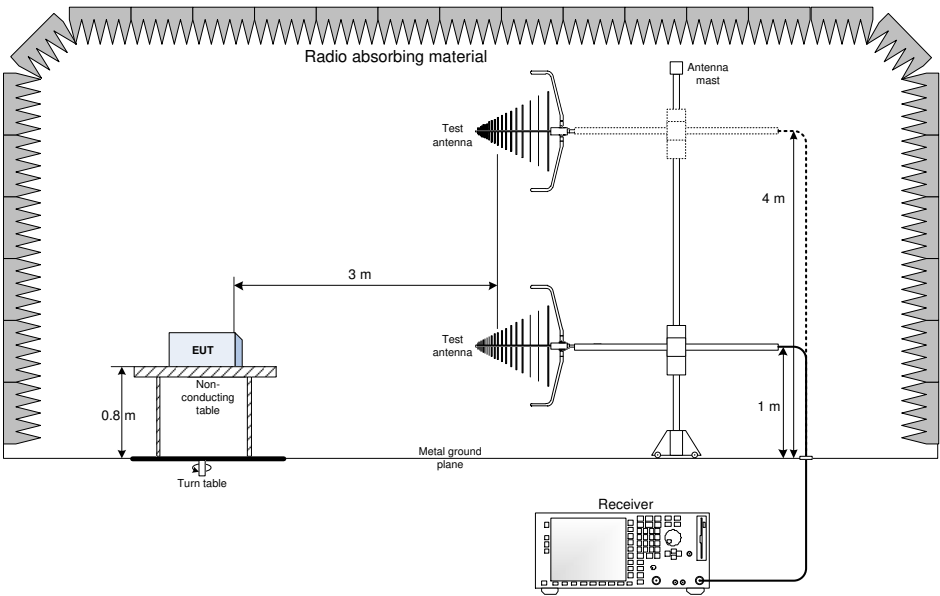 Radio absorbing material
Antenna
mast
Test
antenna
4 m
3 m
Test
antenna
EUT
Non-
conducting
table
0.8 m
1 m
Metal ground
plane
Turn table
Receiver